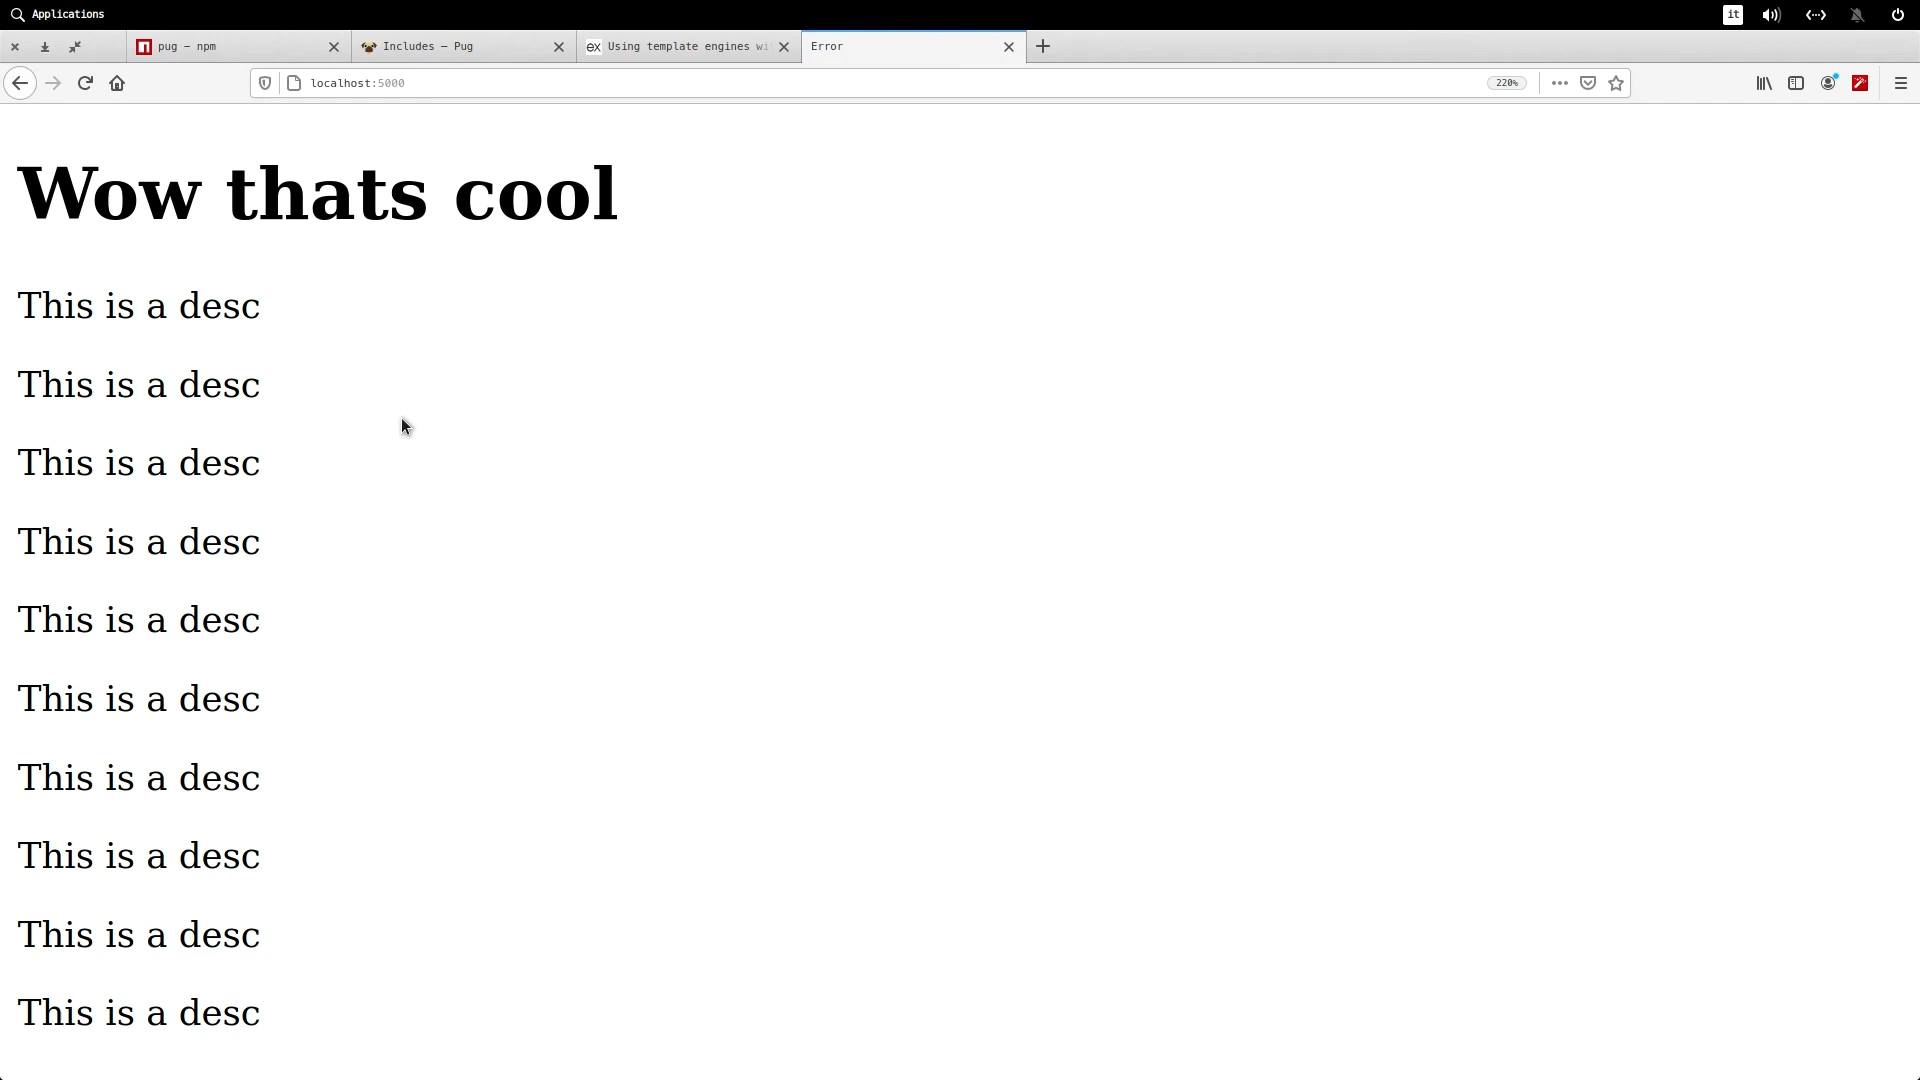 Applications
it
pug – npm
Includes – Pug
ex Using template engines wi
Error
localhost:5000
220%
Wow thats cool
This is a desc
This is a desc
This is a desc
This is a desc
This is a desc
This is a desc
This is a desc
This is a desc
This is a desc
This is a desc